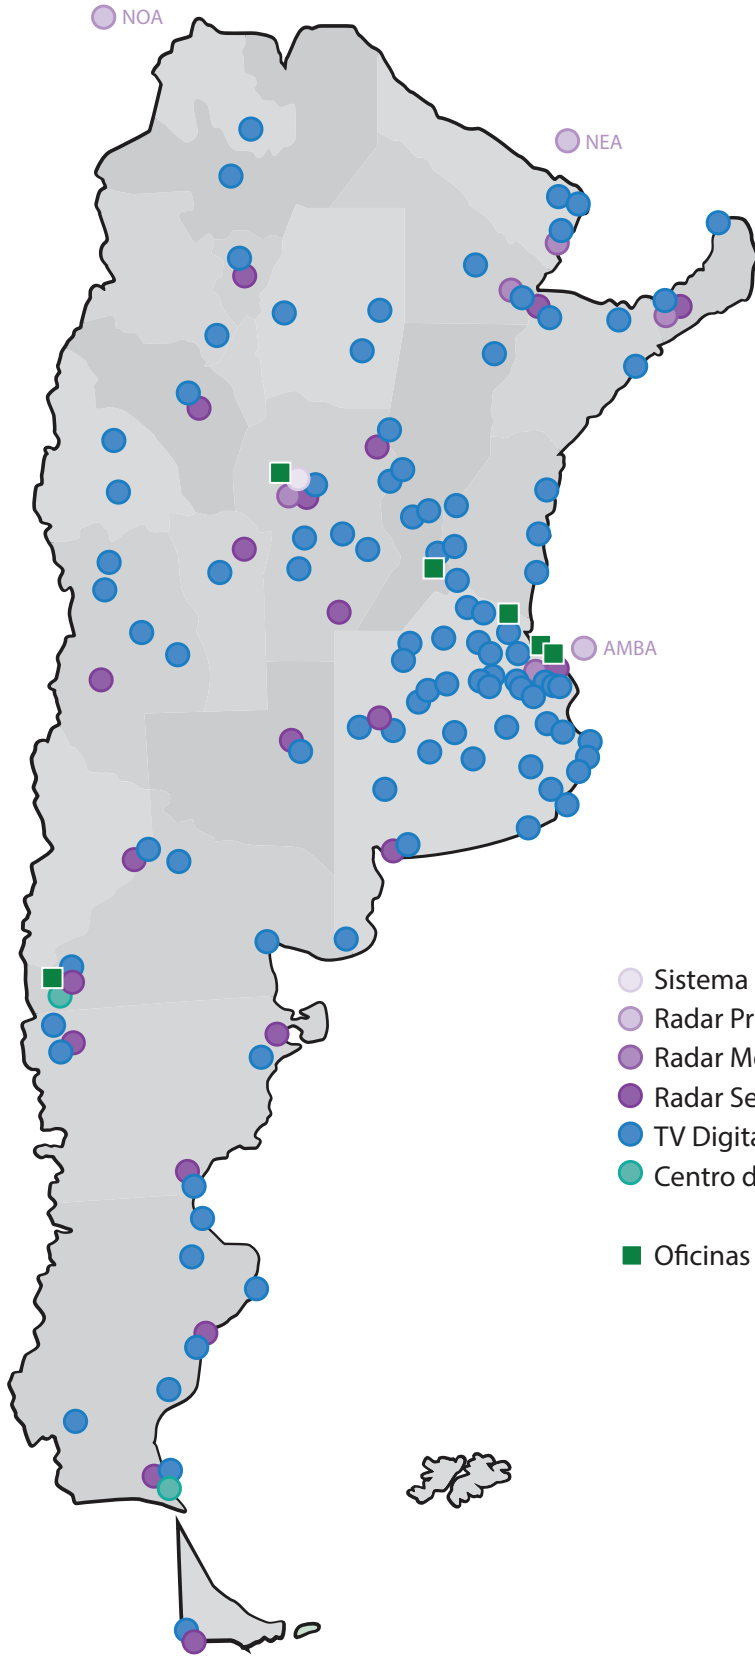 NOA
NEA
AMBA
Sistema
Radar Pr
Radar Me
Radar Se
TV Digita
Centro d
Oficinas